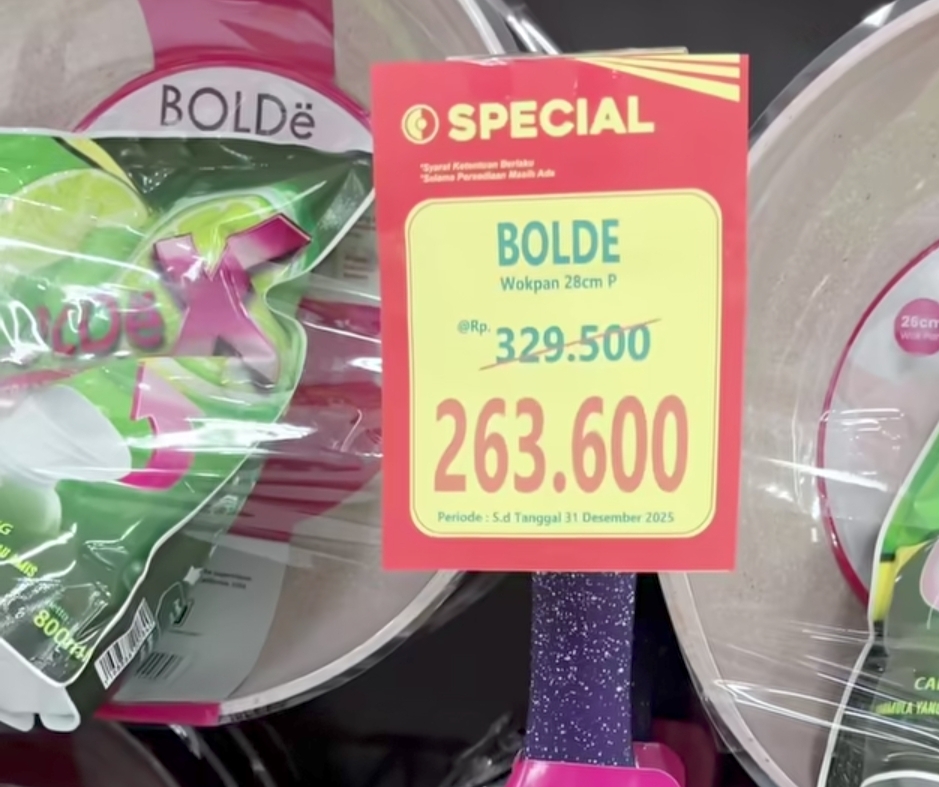 BOLDë
SPECIAL
*Syarat Ketentuan Berlaku
*Selama Persediaan Masih Ada
BOLDE
Wokpan 28cm P
@Rp. 329.500
263.600
Periode : S.d Tanggal 31 Desember 2025
X
800ml
26cm